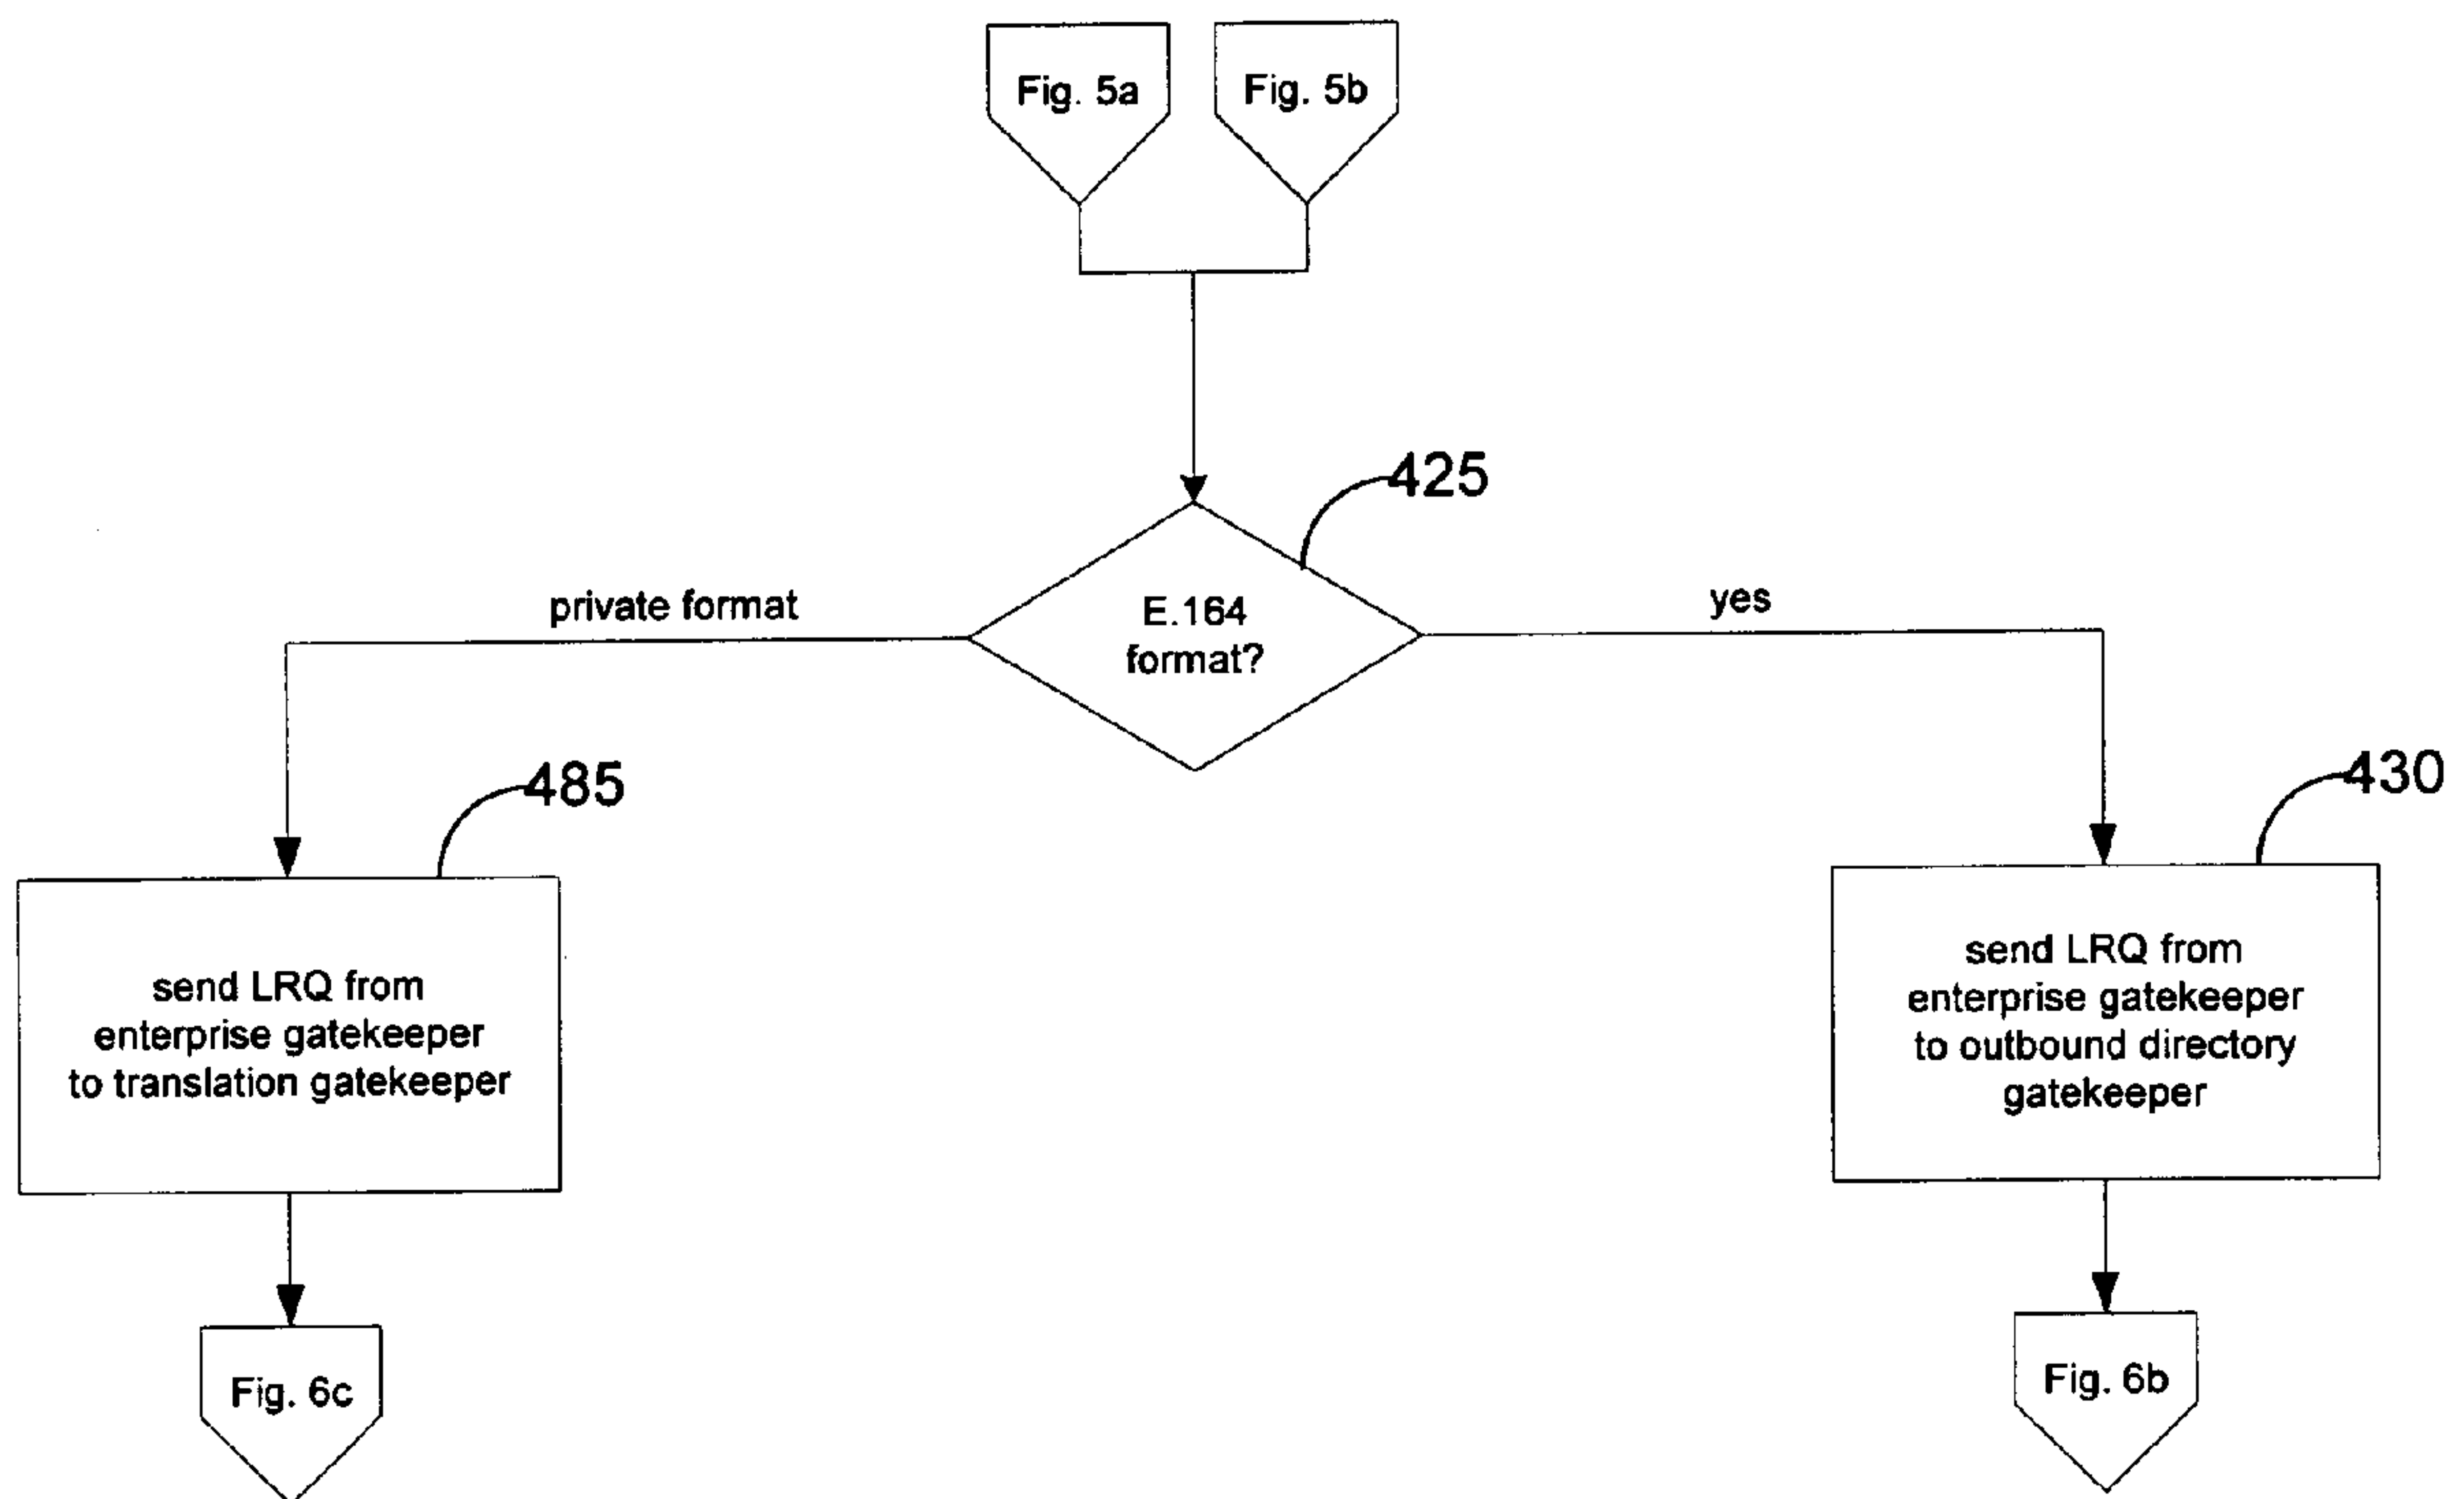 Fig. 5a
Fig. 5b
425
private format
E.164
format?
yes
485
430
send LRQ from
enterprise gatekeeper
to translation gatekeeper
send LRQ from
enterprise gatekeeper
to outbound directory
gatekeeper
Fig. 6c
Fig. 6b